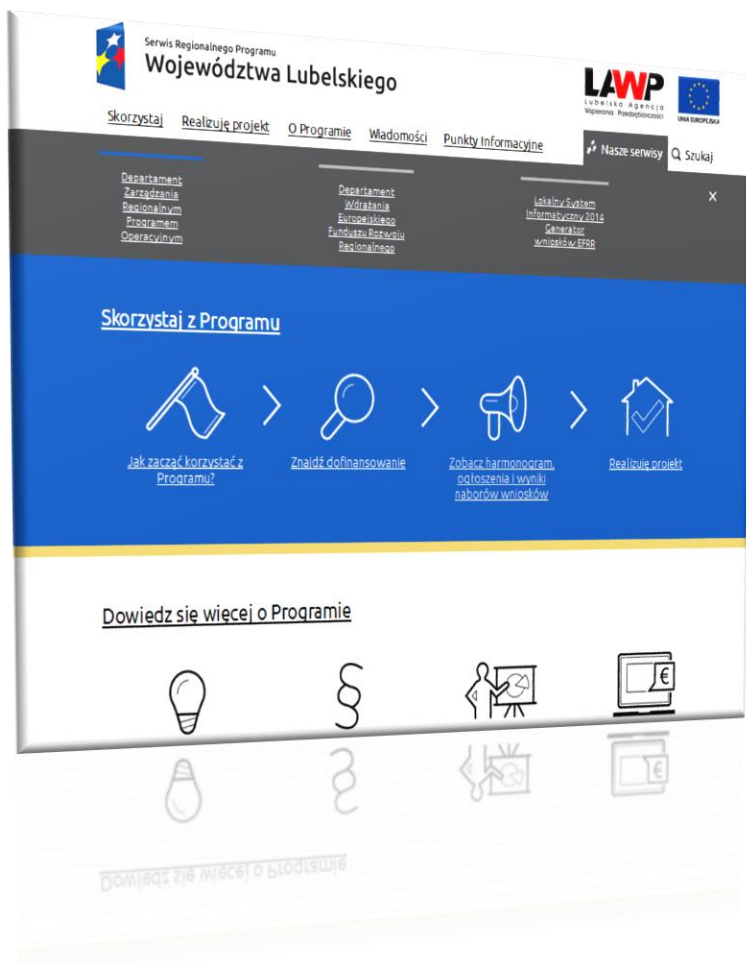 Serwis Regionalnego Programu
Województwa Lubelskiego
LAWP
Lubelska Agencja
Wspierania Przedsiębiorczości
UNIA EUROPEJSKA
Skorzystaj
Realizuję projekt
O Programie
Wiadomości
Punkty Informacyjne
Nasze serwisy
Szukaj
Departament
Zarządzania
Regionalnym
Programem
Operacyjnym
Departament
Wdrażania
Europejskiego
Funduszu Rozwoju
Regionalnego
Lokalny System
Informatyczny 2014
Generator
wniosków EFRR
×
Skorzystaj z Programu
Jak zacząć korzystać z
Programu?
Znajdź dofinansowanie
Zobacz harmonogram,
ogłoszenia i wyniki
naborów wniosków
Realizuję projekt
Dowiedz się więcej o Programie
§
€